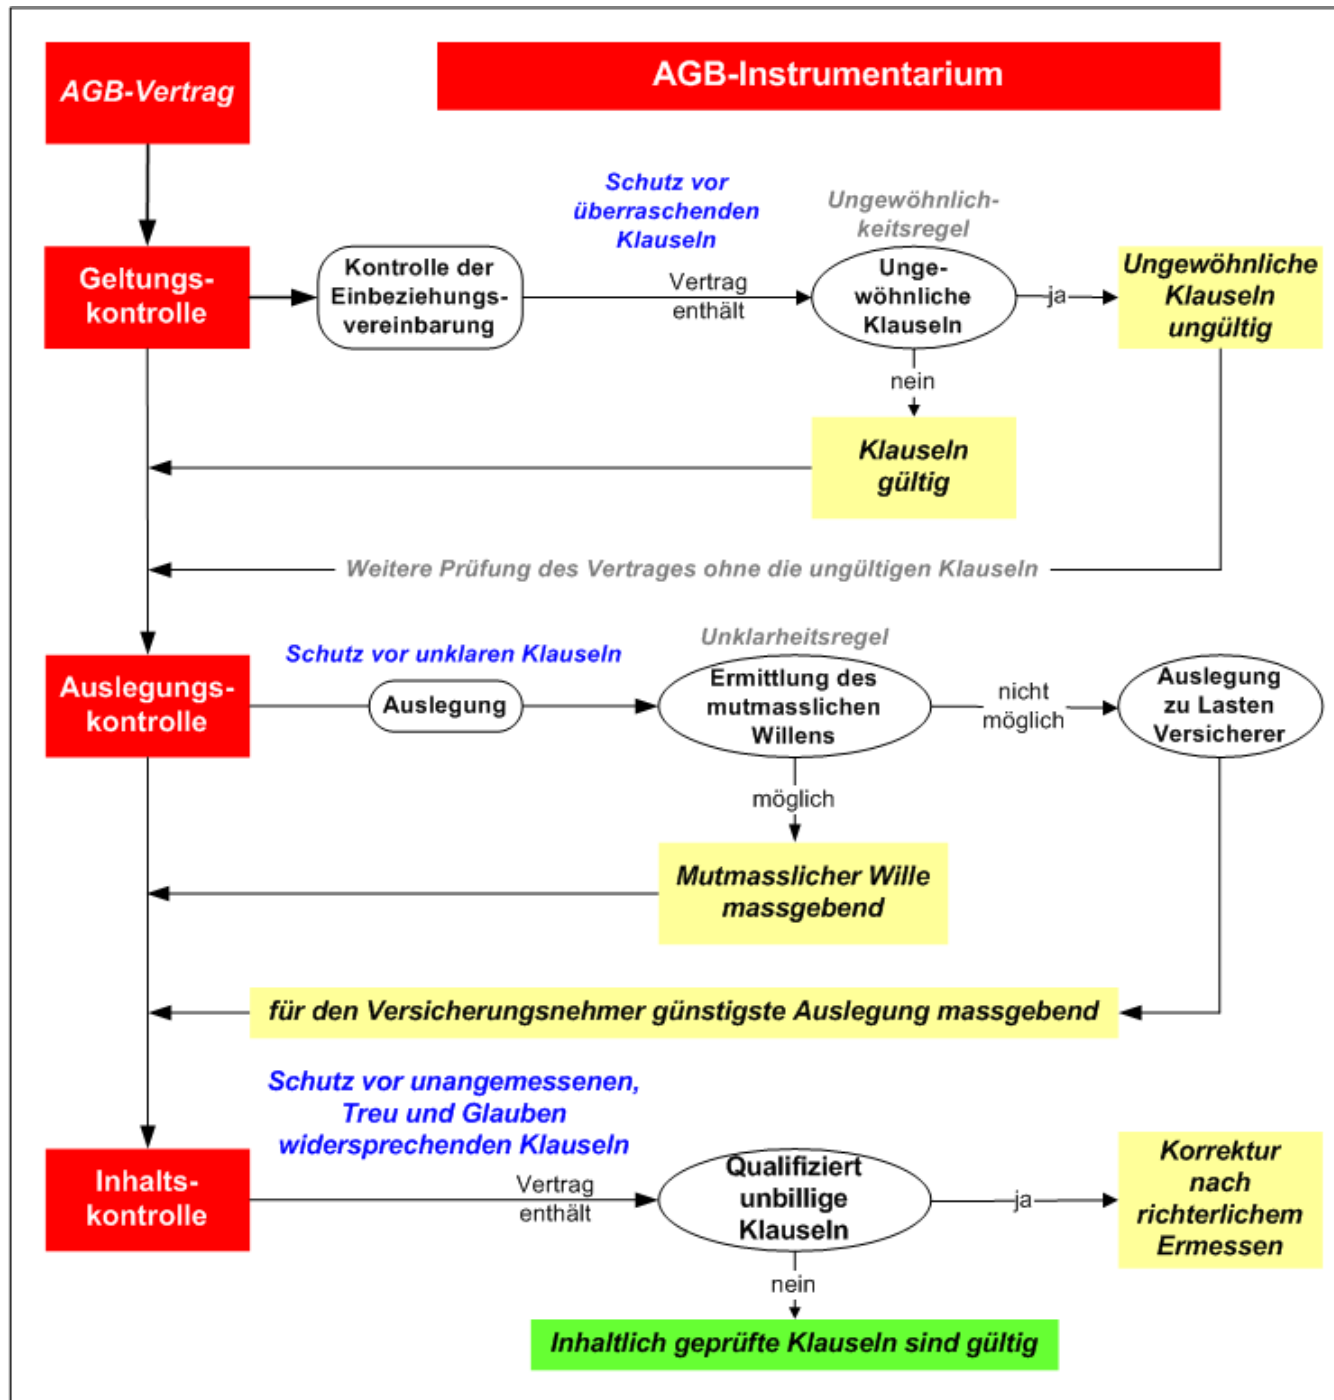 AGB-Vertrag
AGB-Instrumentarium
Schutz vor
überraschenden
Klauseln
Ungewöhnlich-
keitsregel
Geltungs-
kontrolle
Kontrolle der
Einbeziehungs-
vereinbarung
Vertrag
enthält
Unge-
wöhnliche
Klauseln
ja
Ungewöhnliche
Klauseln
ungültig
nein
Klauseln
gültig
Weitere Prüfung des Vertrages ohne die ungültigen Klauseln
Unklarheitsregel
Schutz vor unklaren Klauseln
Auslegungs-
kontrolle
Auslegung
Ermittlung des
mutmasslichen
Willens
nicht
möglich
Auslegung
zu Lasten
Versicherer
möglich
Mutmasslicher Wille
massgebend
für den Versicherungsnehmer günstigste Auslegung massgebend
Schutz vor unangemessenen,
Treu und Glauben
widersprechenden Klauseln
Inhalts-
kontrolle
Vertrag
enthält
Qualifiziert
unbillige
Klauseln
ja
Korrektur
nach
richterlichem
Ermessen
nein
Inhaltlich geprüfte Klauseln sind gültig